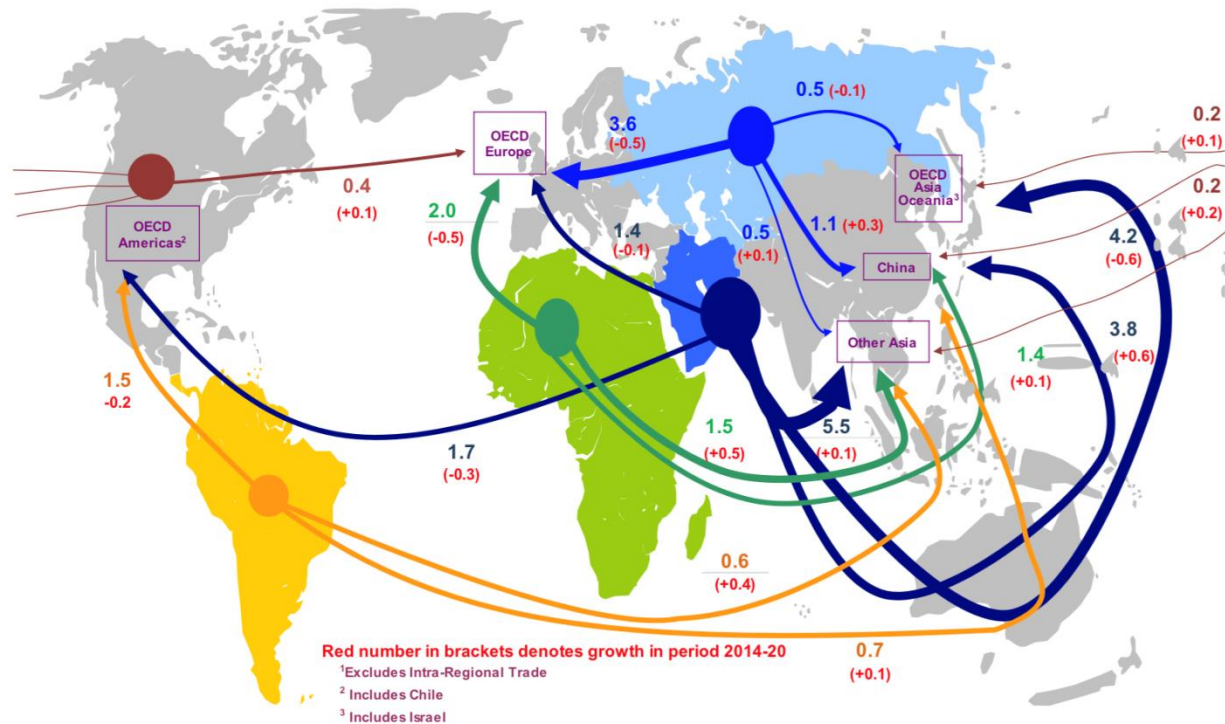 0.5 (-0.1)
3.6
(-0.5)
OECD
Europe
0.2
(+0.1)
OECD
Asia
Oceania³
0.2
(+0.2)
0.4
(+0.1)
OECD
Americas²
2.0
(-0.5)
1.4
(-0.1)
0.5
(+0.1)
1.1 (+0.3)
4.2
(-0.6)
China
Other Asia
3.8
(+0.6)
1.4
(+0.1)
1.5
-0.2
1.7
(-0.3)
1.5
(+0.5)
5.5
(+0.1)
0.6
(+0.4)
0.7
(+0.1)
Red number in brackets denotes growth in period 2014-20
¹Excludes Intra-Regional Trade
² Includes Chile
³ Includes Israel